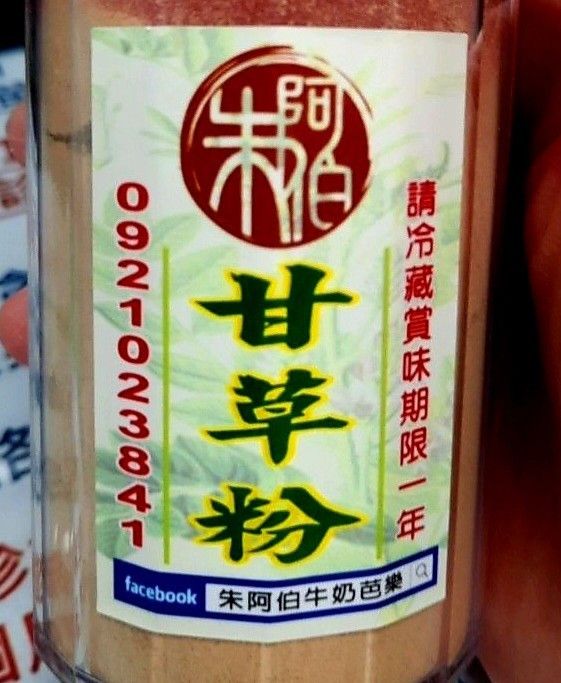 朱阿伯
請冷藏賞味期限一年
甘草粉
0921023841
facebook 朱阿伯牛奶芭樂